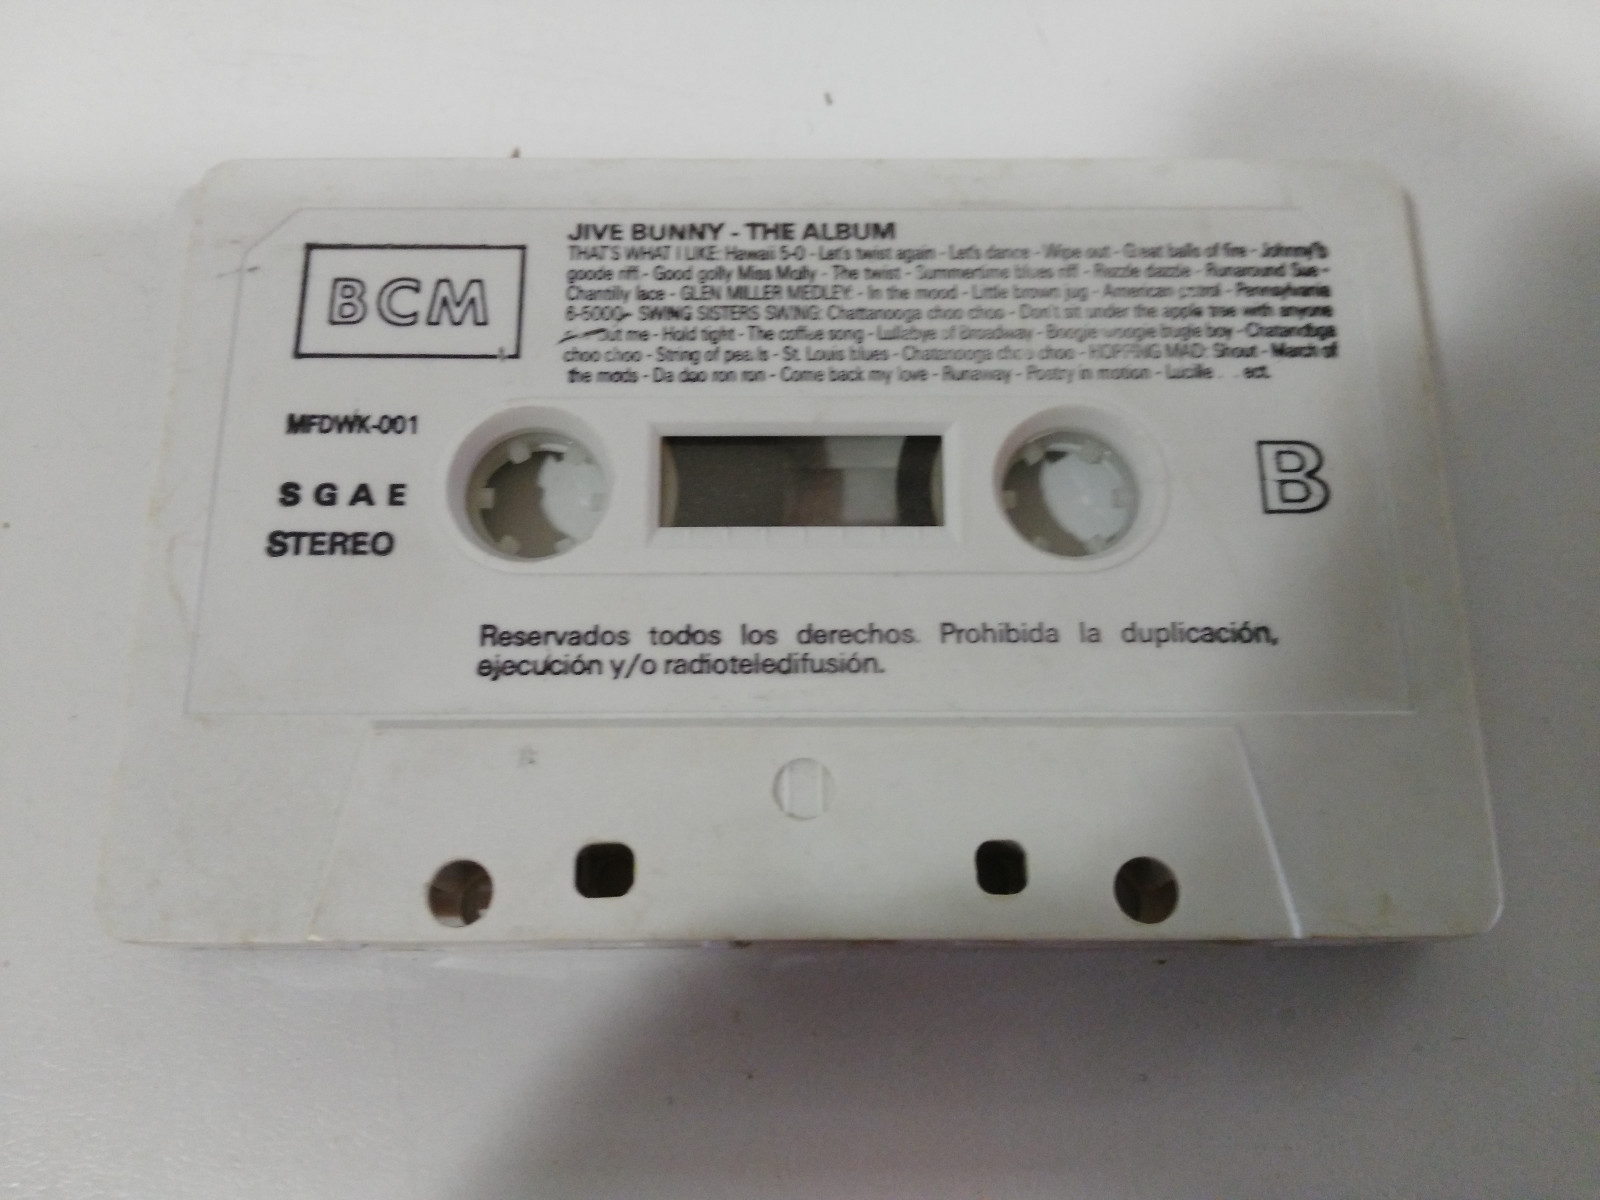 JIVE BUNNY - THE ALBUM
THAT'S WHAT I LIKE: Hawaii 5-0 - Let's twist again - Let's dance - Wipe out - Great balls of fire - Johnny's
goode riff - Good golly Miss Molly - The twist - Summertime blues riff - Razzle dazzle - Runaround Sue -
Chantilly lace - GLEN MILLER MEDLEY: - In the mood - Little brown jug - American patrol - Pennsylvania
6-5000- SWING SISTERS SWING: Chattanooga choo choo - Don't sit under the apple tree with anyone
but me - Hold tight - The coffee song - Lullabye of Broadway - Boogie woogie bugle boy - Chatanooga
choo choo - String of pearls - St. Louis blues - Chatanooga choo choo - HOPPING MAD: Shout - March of
the mods - Da doo ron ron - Come back my love - Runaway - Poetry in motion - Lucille . . ect.
BCM
MFDWK-001
S G A E
STEREO
B
Reservados todos los derechos. Prohibida la duplicación,
ejecución y/o radioteledifusión.